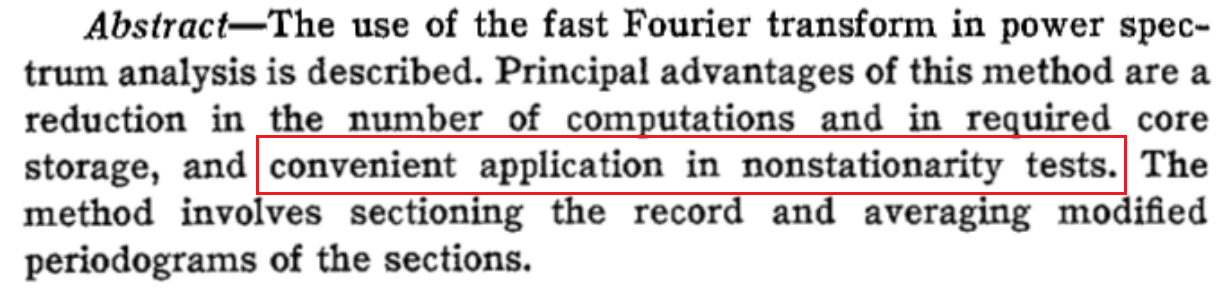 Abstract—The use of the fast Fourier transform in power spec-
trum analysis is described. Principal advantages of this method are a
reduction in the number of computations and in required core
storage, and convenient application in nonstationarity tests. The
method involves sectioning the record and averaging modified
periodograms of the sections.